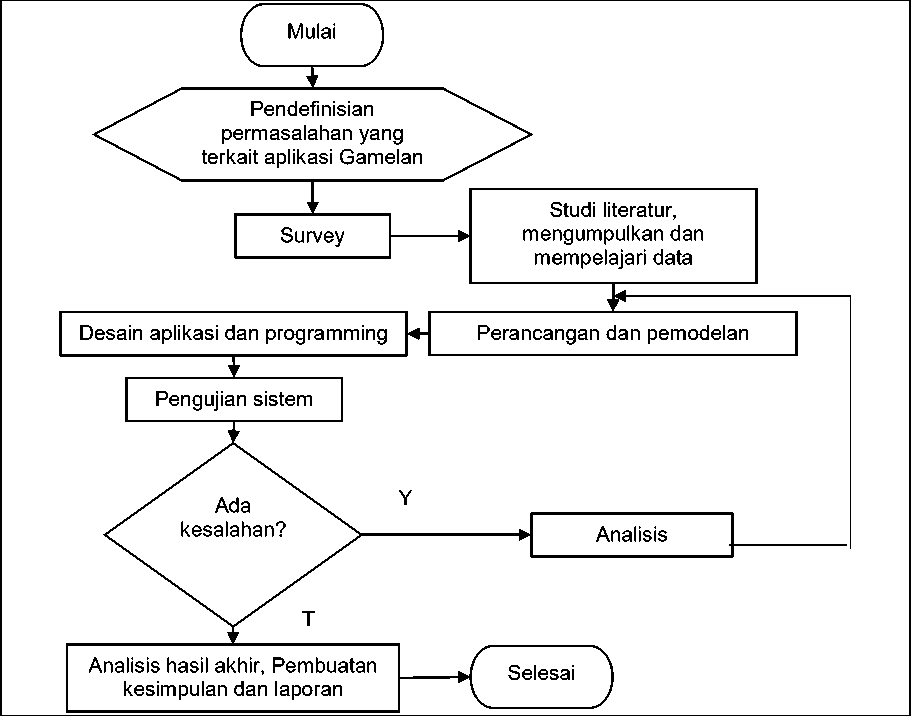 Mulai
Pendefinisian
permasalahan yang
terkait aplikasi Gamelan
Survey
Studi literatur,
mengumpulkan dan
mempelajari data
Perancangan dan pemodelan
Desain aplikasi dan programming
Pengujian sistem
Ada
kesalahan?
Y
Analisis
T
Analisis hasil akhir, Pembuatan
kesimpulan dan laporan
Selesai